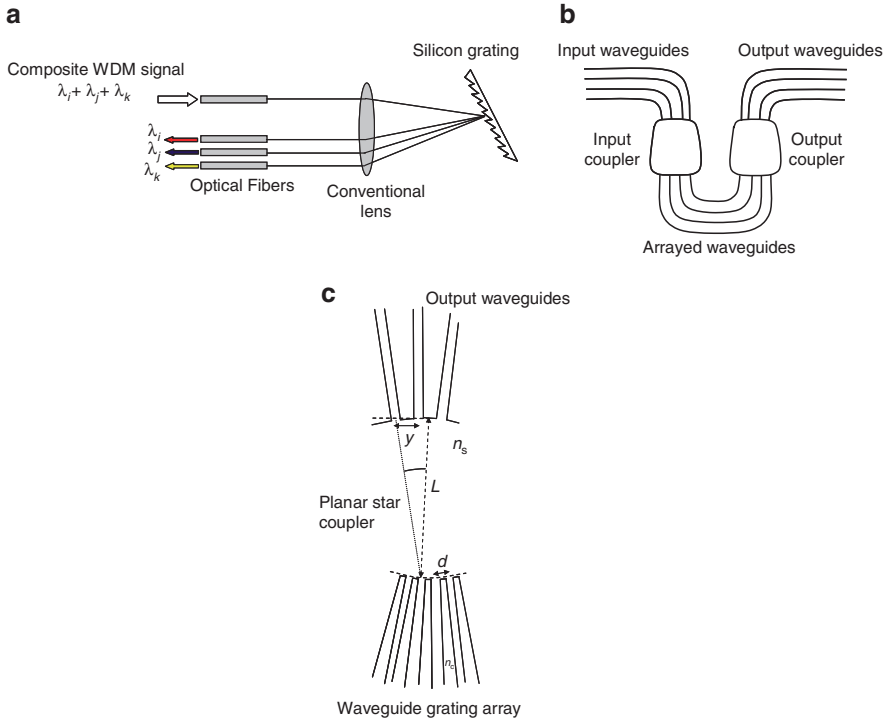 a
Composite WDM signal
λi+ λj+ λk
λi
λj
λk
Optical Fibers
Conventional
lens
Silicon grating
b
Input waveguides
Output waveguides
Input
coupler
Output
coupler
Arrayed waveguides
c
Output waveguides
y
ns
L
Planar star
coupler
d
nc
Waveguide grating array